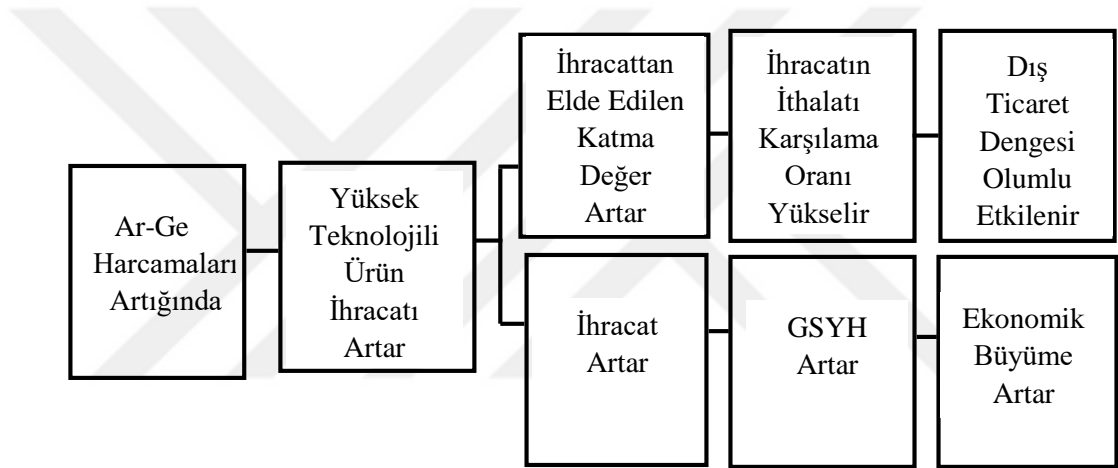 Ar-Ge
Harcamaları
Artığında
Yüksek
Teknolojili
Ürün
İhracatı
Artar
İhracattan
Elde Edilen
Katma
Değer
Artar
İhracatın
İthalatı
Karşılama
Oranı
Yükselir
Dış
Ticaret
Dengesi
Olumlu
Etkilenir
İhracat
Artar
GSYH
Artar
Ekonomik
Büyüme
Artar